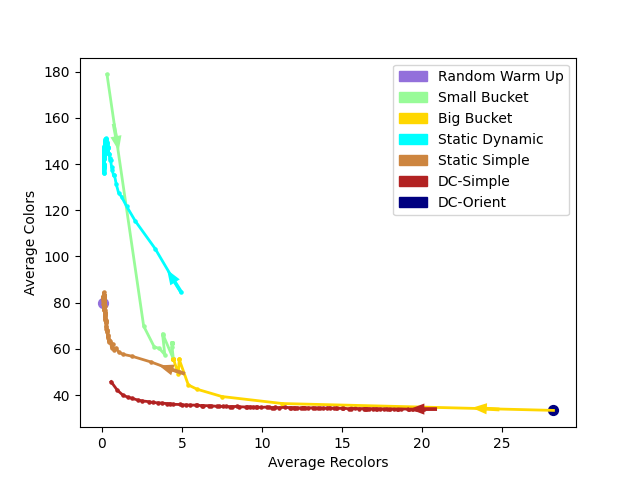 180
160
140
120
100
80
60
40
Average Colors
0
5
10
15
20
25
Average Recolors
Random Warm Up
Small Bucket
Big Bucket
Static Dynamic
Static Simple
DC-Simple
DC-Orient